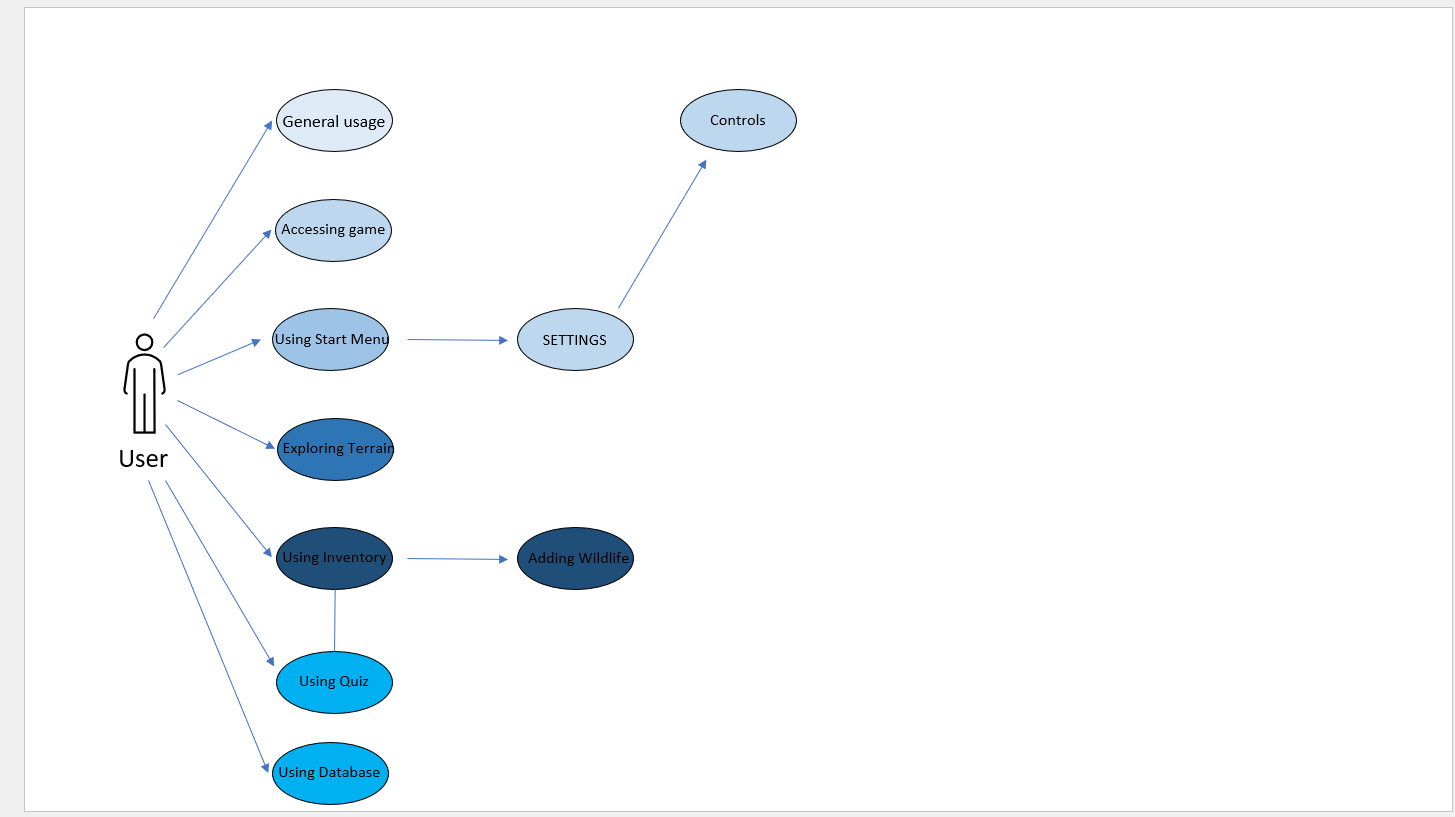 General usage
Controls
Accessing game
Using Start Menu
SETTINGS
Exploring Terrain
User
Using Inventory
Adding Wildlife
Using Quiz
Using Database